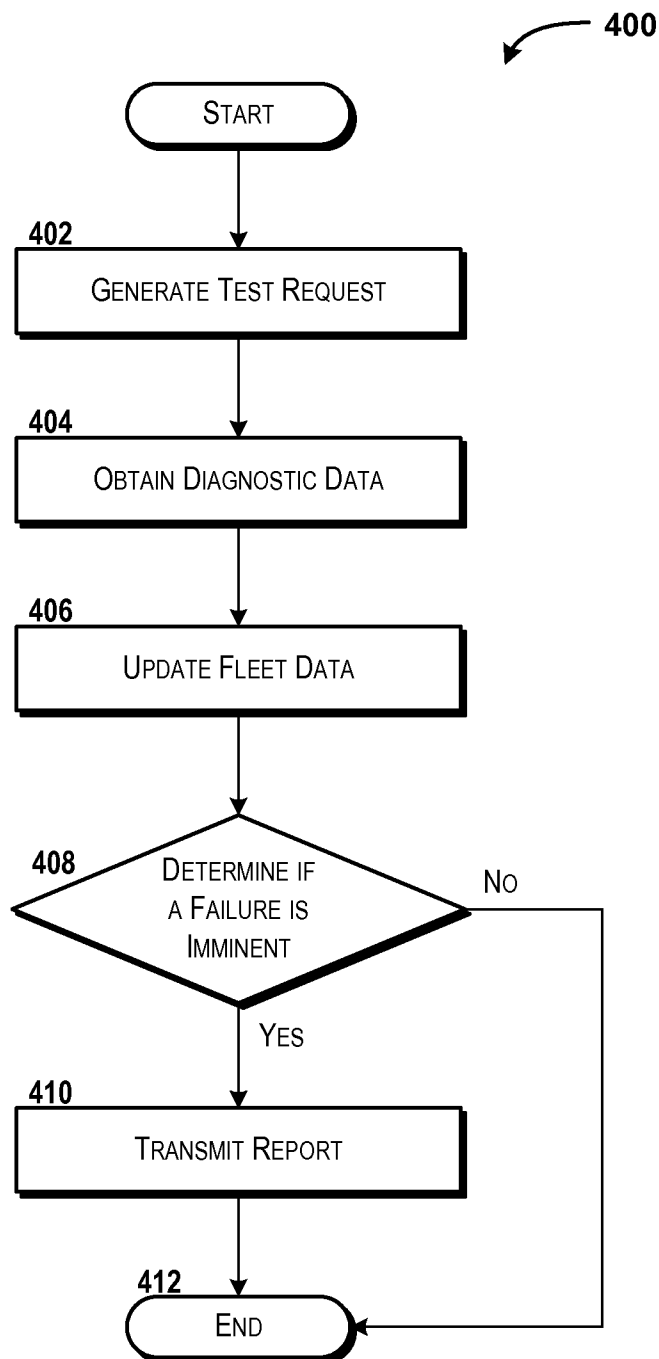 400
START
402
GENERATE TEST REQUEST
404
OBTAIN DIAGNOSTIC DATA
406
UPDATE FLEET DATA
408
DETERMINE IF
A FAILURE IS
IMMINENT
NO
YES
410
TRANSMIT REPORT
412
END